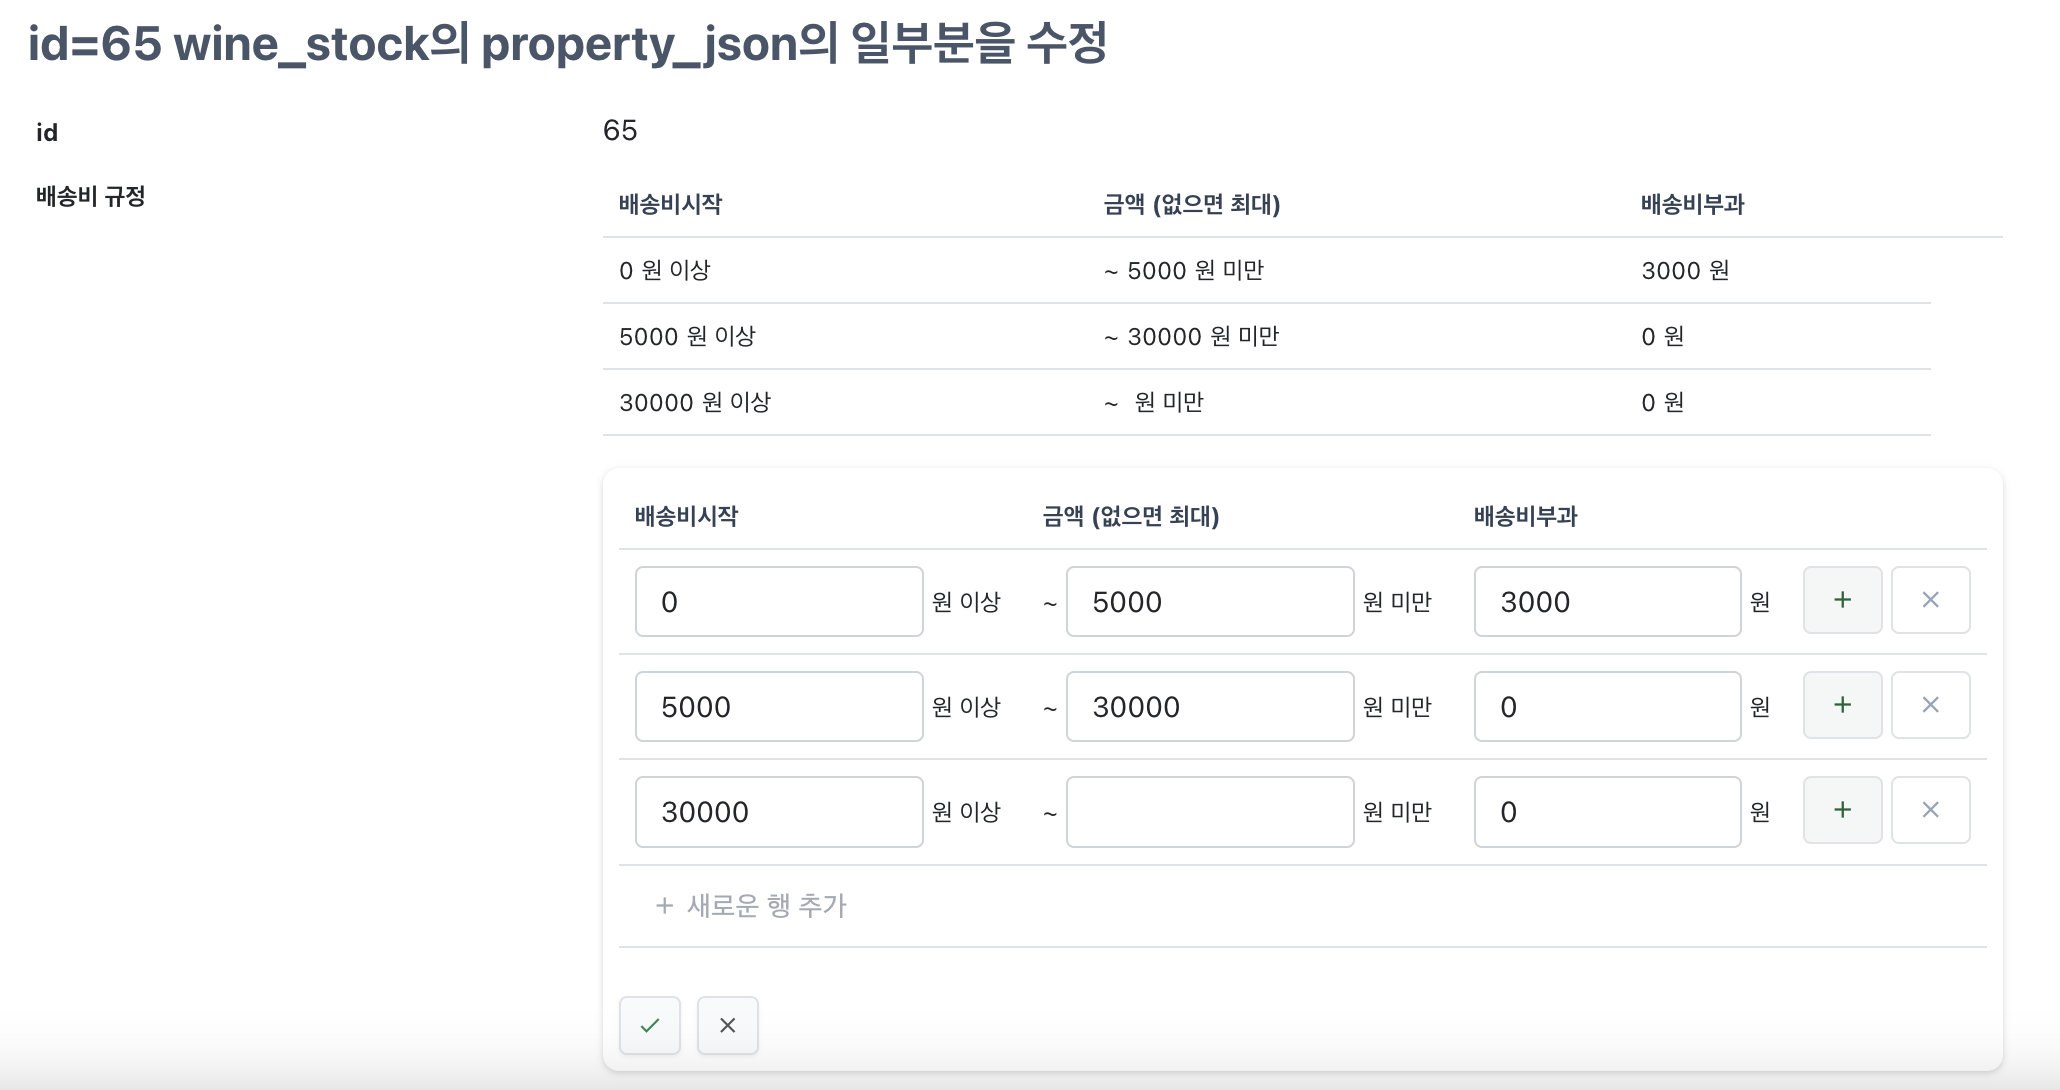 id=65 wine_stock의 property_json의 일부분을 수정
id 65
배송비 규정
배송비시작 금액 (없으면 최대) 배송비부과
0 원 이상 ~ 5000 원 미만 3000 원
5000 원 이상 ~ 30000 원 미만 0 원
30000 원 이상 ~ 원 미만 0 원
배송비시작 금액 (없으면 최대) 배송비부과
0 원 이상 ~ 5000 원 미만 3000 원 + ×
5000 원 이상 ~ 30000 원 미만 0 원 + ×
30000 원 이상 ~ 원 미만 0 원 + ×
+ 새로운 행 추가